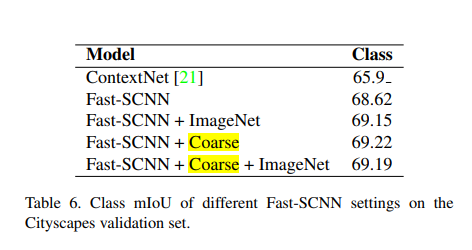 Model Class
ContextNet [21] 65.9_
Fast-SCNN 68.62
Fast-SCNN + ImageNet 69.15
Fast-SCNN + Coarse 69.22
Fast-SCNN + Coarse + ImageNet 69.19
Table 6. Class mIoU of different Fast-SCNN settings on the
Cityscapes validation set.